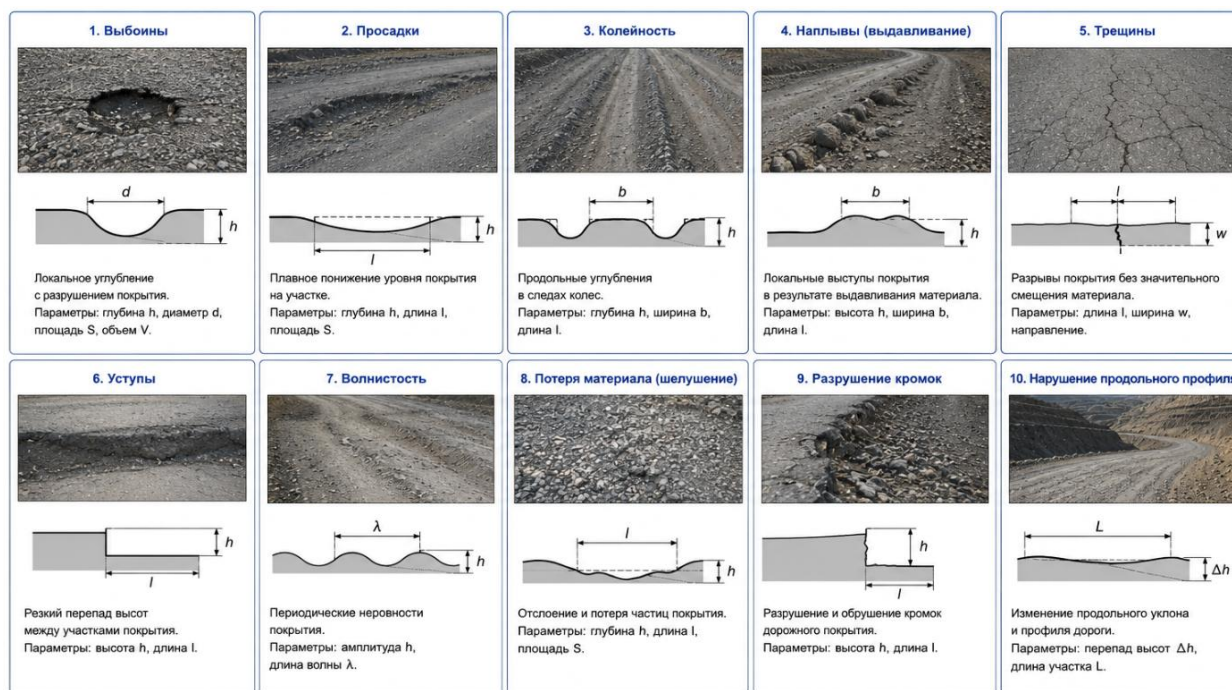 1. Выбоины
d
h
Локальное углубление
с разрушением покрытия.
Параметры: глубина h, диаметр d,
площадь S, объем V.
2. Просадки
h
l
Плавное понижение уровня покрытия
на участке.
Параметры: глубина h, длина l,
площадь S.
3. Колейность
b
h
Продольные углубления
в следах колес.
Параметры: глубина h, ширина b,
длина l.
4. Наплывы (выдавливание)
b
h
Локальные выступы покрытия
в результате выдавливания материала.
Параметры: высота h, ширина b,
длина l.
5. Трещины
l
w
Разрывы покрытия без значительного
смещения материала.
Параметры: длина l, ширина w,
направление.
6. Уступы
h
l
Резкий перепад высот
между участками покрытия.
Параметры: высота h, длина l.
7. Волнистость
λ
h
Периодические неровности
покрытия.
Параметры: амплитуда h,
длина волны λ.
8. Потеря материала (шелушение)
l
h
Отслоение и потеря частиц покрытия.
Параметры: глубина h, длина l,
площадь S.
9. Разрушение кромок
h
l
Разрушение и обрушение кромок
дорожного покрытия.
Параметры: высота h, длина l.
10. Нарушение продольного профиля
L
Δh
Изменение продольного уклона
и профиля дороги.
Параметры: перепад высот Δh,
длина участка L.